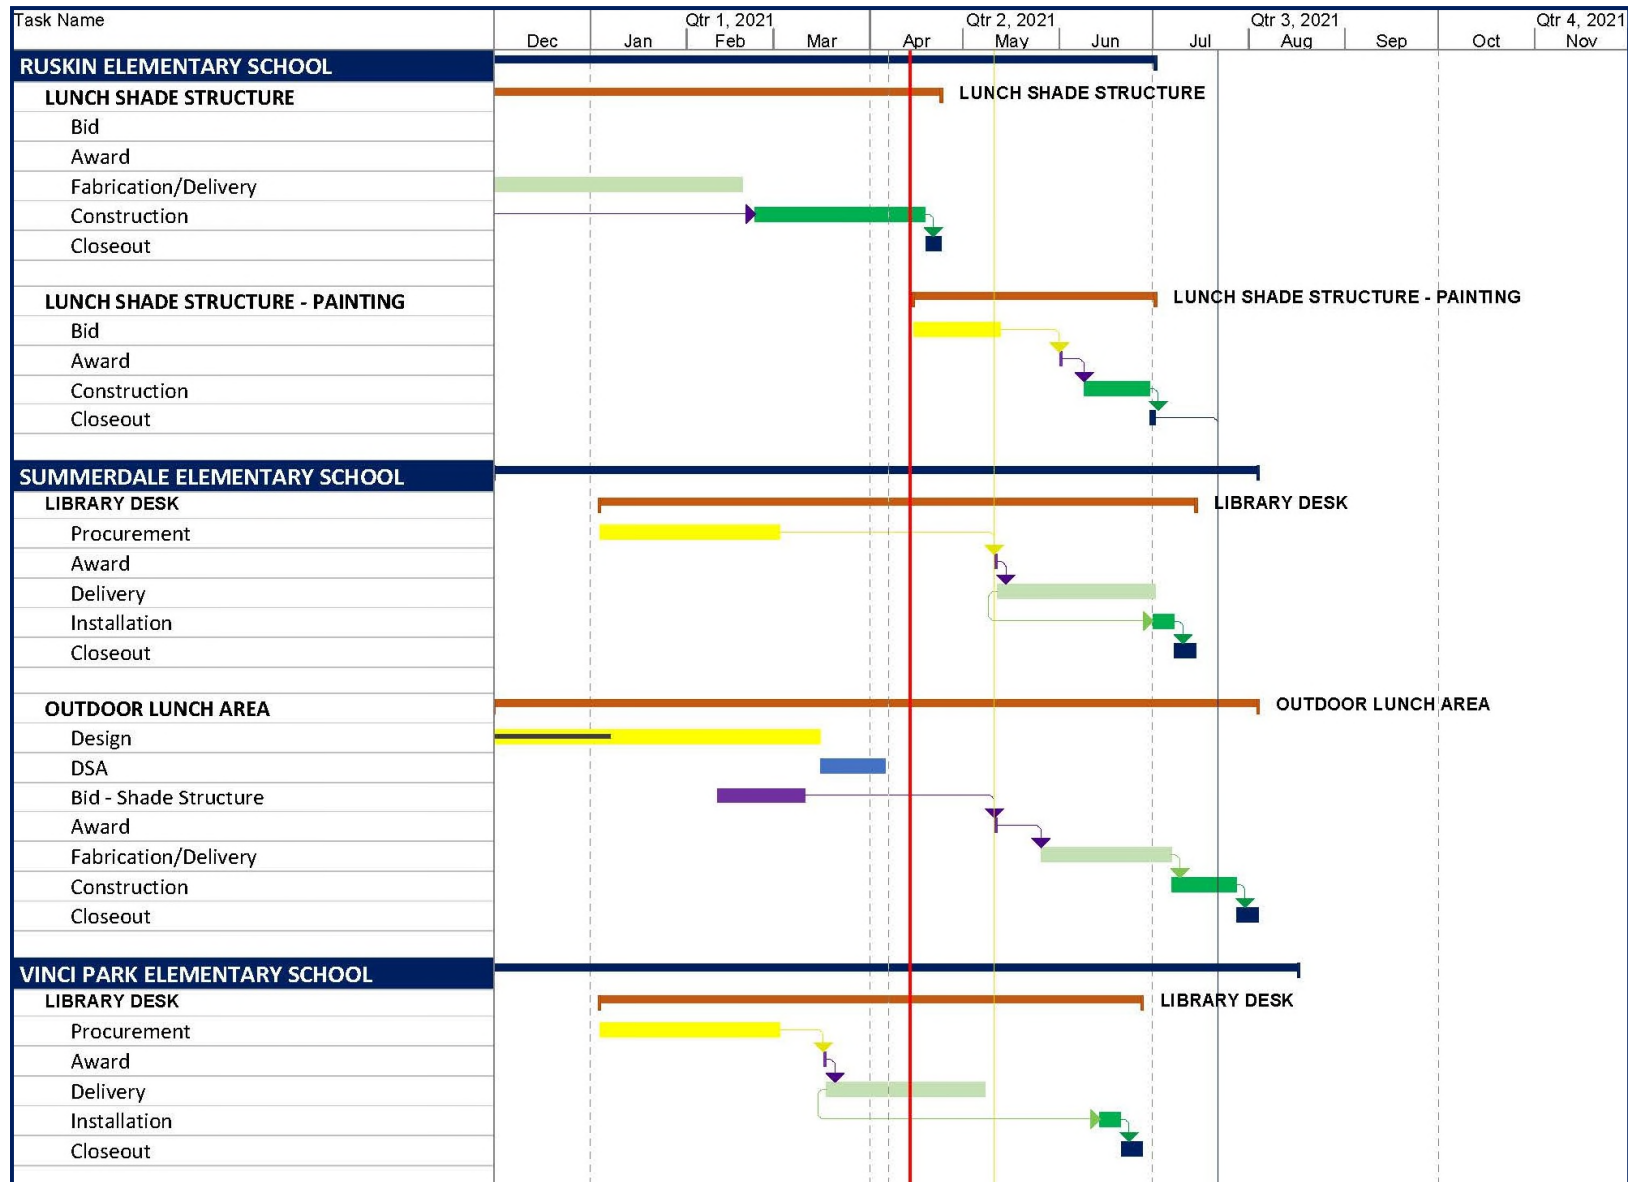 Task Name Qtr 1, 2021 Qtr 2, 2021 Qtr 3, 2021 Qtr 4, 2021
Dec Jan Feb Mar Apr May Jun Jul Aug Sep Oct Nov
RUSKIN ELEMENTARY SCHOOL
LUNCH SHADE STRUCTURE LUNCH SHADE STRUCTURE
Bid
Award
Fabrication/Delivery
Construction
Closeout
LUNCH SHADE STRUCTURE - PAINTING LUNCH SHADE STRUCTURE - PAINTING
Bid
Award
Construction
Closeout
SUMMERDALE ELEMENTARY SCHOOL
LIBRARY DESK LIBRARY DESK
Procurement
Award
Delivery
Installation
Closeout
OUTDOOR LUNCH AREA OUTDOOR LUNCH AREA
Design
DSA
Bid - Shade Structure
Award
Fabrication/Delivery
Construction
Closeout
VINCI PARK ELEMENTARY SCHOOL
LIBRARY DESK LIBRARY DESK
Procurement
Award
Delivery
Installation
Closeout